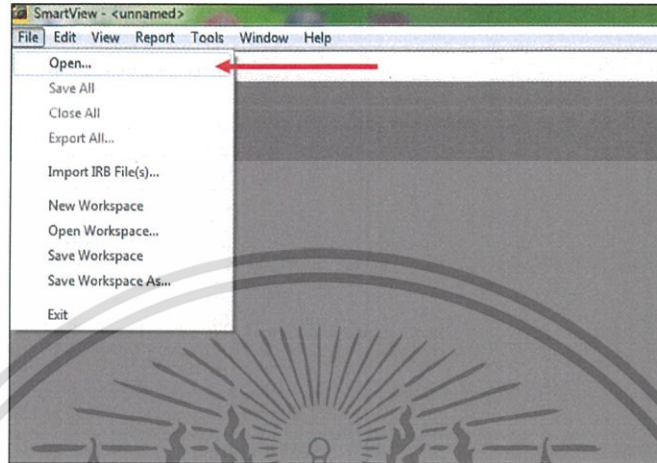 SmartView - <unnamed>
File Edit View Report Tools Window Help
Open...
Save All
Close All
Export All...
Import IRB File(s)...
New Workspace
Open Workspace...
Save Workspace
Save Workspace As...
Exit